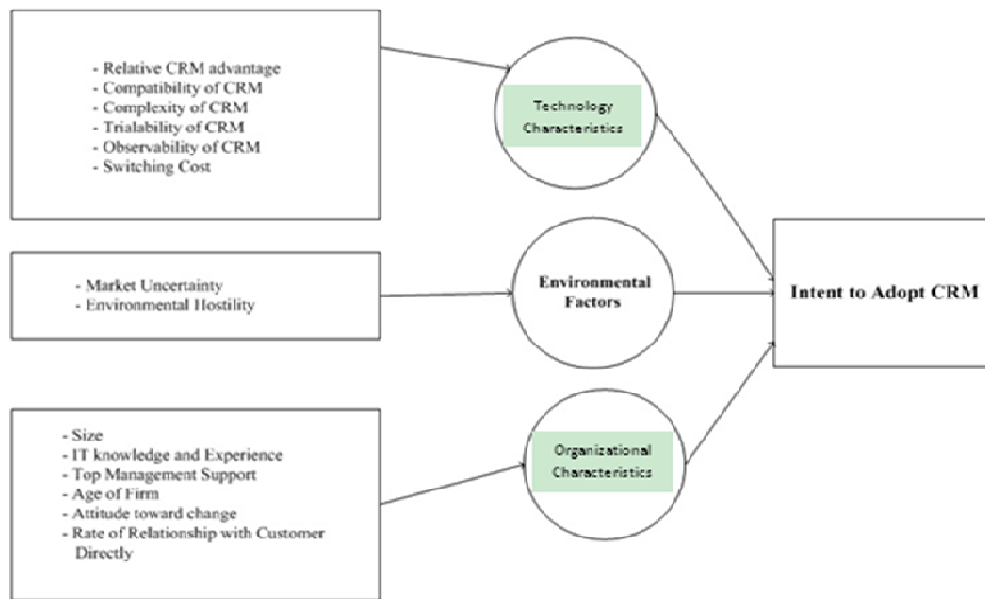 - Relative CRM advantage
- Compatibility of CRM
- Complexity of CRM
- Trialability of CRM
- Observability of CRM
- Switching Cost
Technology
Characteristics
- Market Uncertainty
- Environmental Hostility
Environmental
Factors
Intent to Adopt CRM
- Size
- IT knowledge and Experience
- Top Management Support
- Age of Firm
- Attitude toward change
- Rate of Relationship with Customer
Directly
Organizational
Characteristics